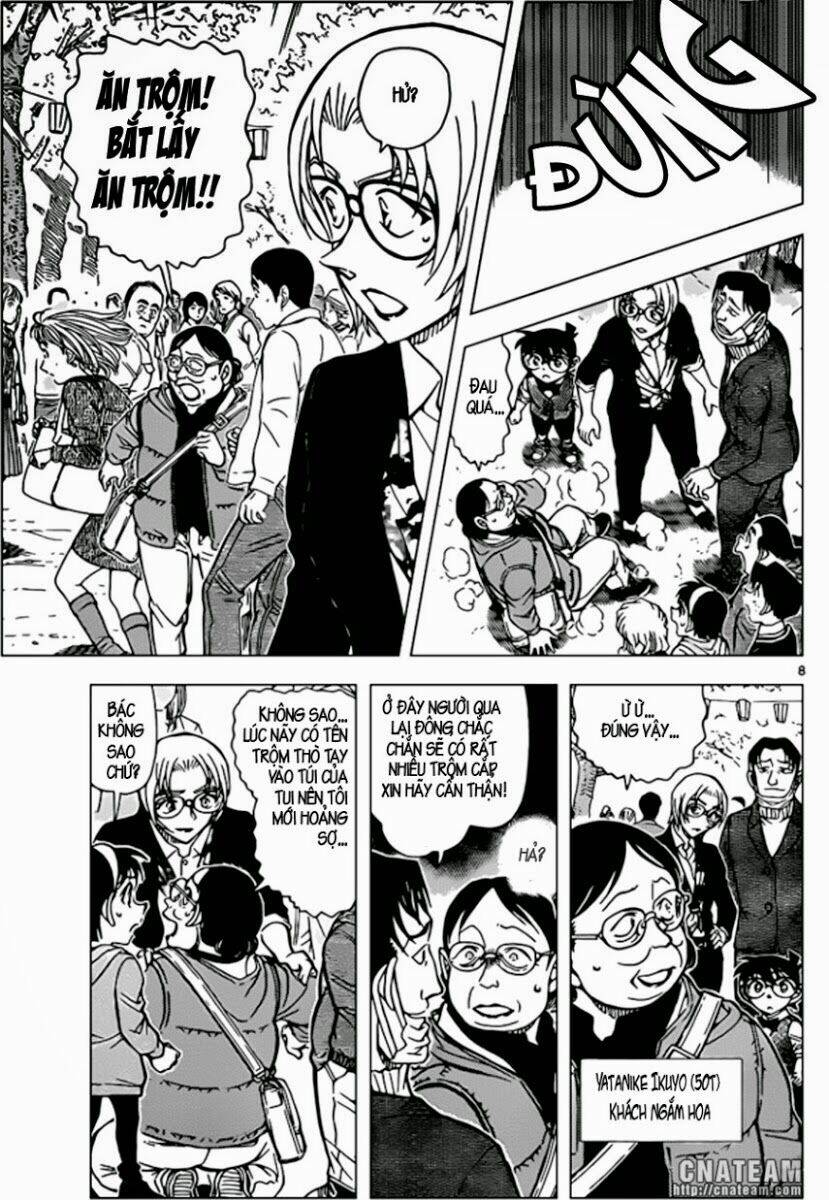 ĂN TRỘM!
BẮT LẤY
ĂN TRỘM!!
HỬ?
ĐÙNG
ĐAU
QUÁ...
8
BÁC
KHÔNG
SAO
CHỨ?
KHÔNG SAO...
LÚC NÃY CÓ TÊN
TRỘM THÒ TAY
VÀO TÚI CỦA
TUI NÊN TÔI
MỚI HOẢNG
SỢ...
Ở ĐÂY NGƯỜI QUA
LẠI ĐÔNG CHẮC
CHẮN SẼ CÓ RẤT
NHIỀU TRỘM CẮP,
XIN HÃY CẨN THẬN!
HẢ?
Ừ Ừ...
ĐÚNG VẬY...
YATANIKE IKUYO (50T)
KHÁCH NGẮM HOA
CNATEAM
http://cnateam.com